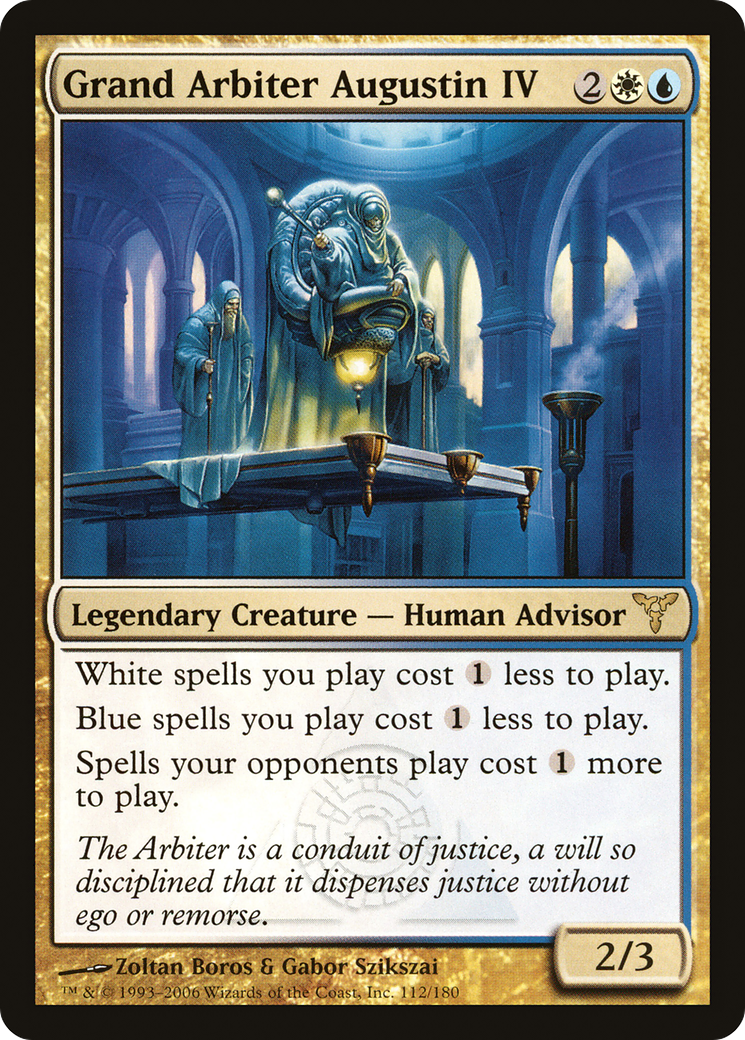 Grand Arbiter Augustin IV 2
Legendary Creature — Human Advisor
White spells you play cost 1 less to play.
Blue spells you play cost 1 less to play.
Spells your opponents play cost 1 more
to play.
The Arbiter is a conduit of justice, a will so
disciplined that it dispenses justice without
ego or remorse.
2/3
Zoltan Boros & Gabor Szikszai
™ & © 1993–2006 Wizards of the Coast, Inc. 112/180